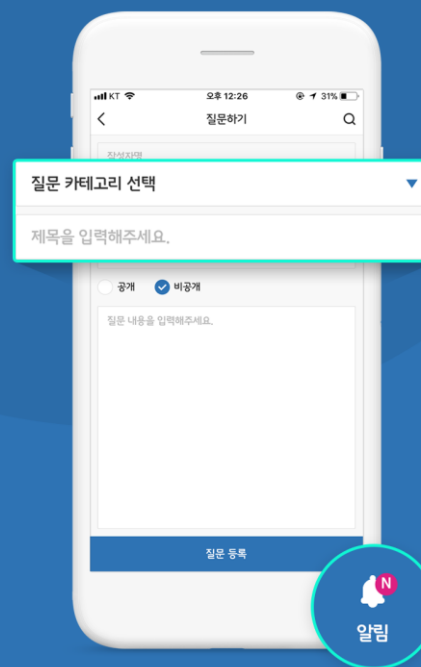 KT 오후 12:26 31%
질문하기
작성자명
질문 카테고리 선택
제목을 입력해주세요.
공개 비공개
질문 내용을 입력해주세요.
질문 등록
N
알림